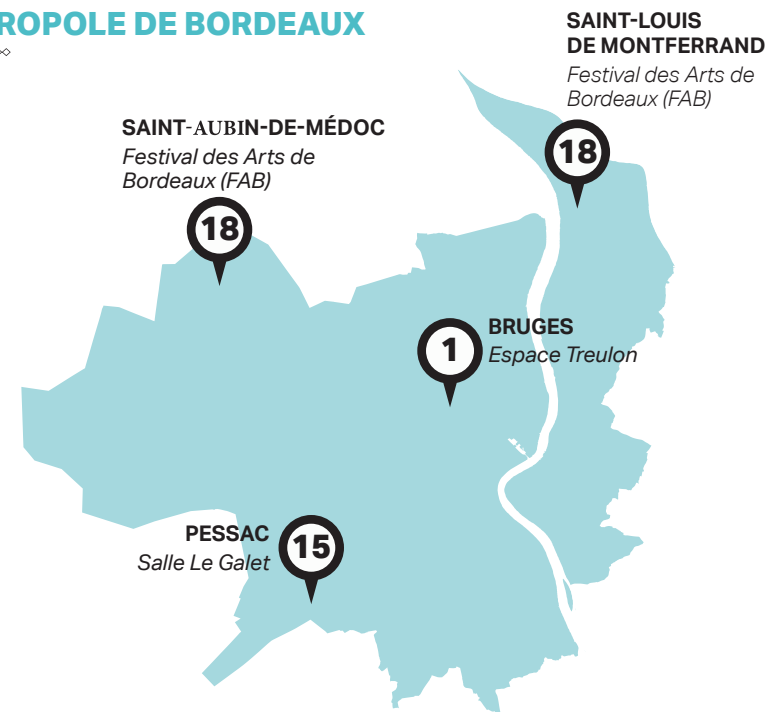 ROPOLE DE BORDEAUX
SAINT-LOUIS
DE MONTFERRAND
Festival des Arts de
Bordeaux (FAB)
18
SAINT-AUBIN-DE-MÉDOC
Festival des Arts de
Bordeaux (FAB)
18
BRUGES
Espace Treulon
1
PESSAC
Salle Le Galet
15